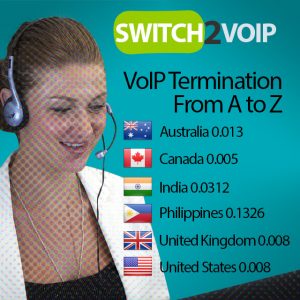 SWITCH2VOIP
VoIP Termination
From A to Z
Australia 0.013
Canada 0.005
India 0.0312
Philippines 0.1326
United Kingdom 0.008
United States 0.008